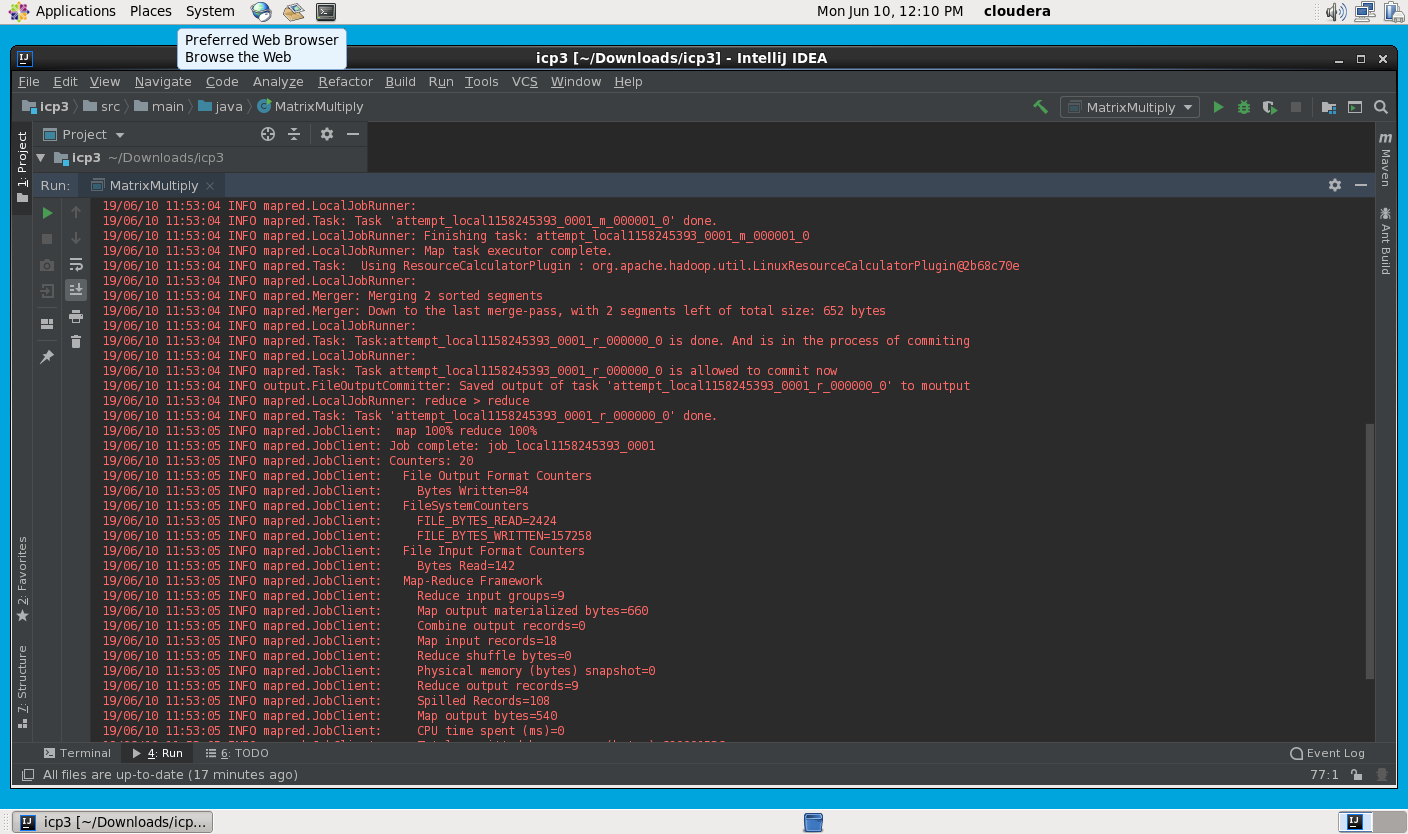 Applications Places System Mon Jun 10, 12:10 PM cloudera
Preferred Web Browser
Browse the Web
icp3 [~/Downloads/icp3] - IntelliJ IDEA
File Edit View Navigate Code Analyze Refactor Build Run Tools VCS Window Help
icp3 src main java MatrixMultiply MatrixMultiply
Project
icp3 ~/Downloads/icp3
1: Project
Maven
Ant Build
Run: MatrixMultiply
19/06/10 11:53:04 INFO mapred.LocalJobRunner:
19/06/10 11:53:04 INFO mapred.Task: Task 'attempt_local1158245393_0001_m_000001_0' done.
19/06/10 11:53:04 INFO mapred.LocalJobRunner: Finishing task: attempt_local1158245393_0001_m_000001_0
19/06/10 11:53:04 INFO mapred.LocalJobRunner: Map task executor complete.
19/06/10 11:53:04 INFO mapred.Task:  Using ResourceCalculatorPlugin : org.apache.hadoop.util.LinuxResourceCalculatorPlugin@2b68c70e
19/06/10 11:53:04 INFO mapred.LocalJobRunner:
19/06/10 11:53:04 INFO mapred.Merger: Merging 2 sorted segments
19/06/10 11:53:04 INFO mapred.Merger: Down to the last merge-pass, with 2 segments left of total size: 652 bytes
19/06/10 11:53:04 INFO mapred.LocalJobRunner:
19/06/10 11:53:04 INFO mapred.Task: Task:attempt_local1158245393_0001_r_000000_0 is done. And is in the process of commiting
19/06/10 11:53:04 INFO mapred.LocalJobRunner:
19/06/10 11:53:04 INFO mapred.Task: Task attempt_local1158245393_0001_r_000000_0 is allowed to commit now
19/06/10 11:53:04 INFO output.FileOutputCommitter: Saved output of task 'attempt_local1158245393_0001_r_000000_0' to moutput
19/06/10 11:53:04 INFO mapred.LocalJobRunner: reduce > reduce
19/06/10 11:53:04 INFO mapred.Task: Task 'attempt_local1158245393_0001_r_000000_0' done.
19/06/10 11:53:05 INFO mapred.JobClient:  map 100% reduce 100%
19/06/10 11:53:05 INFO mapred.JobClient: Job complete: job_local1158245393_0001
19/06/10 11:53:05 INFO mapred.JobClient: Counters: 20
19/06/10 11:53:05 INFO mapred.JobClient:   File Output Format Counters
19/06/10 11:53:05 INFO mapred.JobClient:     Bytes Written=84
19/06/10 11:53:05 INFO mapred.JobClient:   FileSystemCounters
19/06/10 11:53:05 INFO mapred.JobClient:     FILE_BYTES_READ=2424
19/06/10 11:53:05 INFO mapred.JobClient:     FILE_BYTES_WRITTEN=157258
19/06/10 11:53:05 INFO mapred.JobClient:   File Input Format Counters
19/06/10 11:53:05 INFO mapred.JobClient:     Bytes Read=142
19/06/10 11:53:05 INFO mapred.JobClient:   Map-Reduce Framework
19/06/10 11:53:05 INFO mapred.JobClient:     Reduce input groups=9
19/06/10 11:53:05 INFO mapred.JobClient:     Map output materialized bytes=660
19/06/10 11:53:05 INFO mapred.JobClient:     Combine output records=0
19/06/10 11:53:05 INFO mapred.JobClient:     Map input records=18
19/06/10 11:53:05 INFO mapred.JobClient:     Reduce shuffle bytes=0
19/06/10 11:53:05 INFO mapred.JobClient:     Physical memory (bytes) snapshot=0
19/06/10 11:53:05 INFO mapred.JobClient:     Reduce output records=9
19/06/10 11:53:05 INFO mapred.JobClient:     Spilled Records=108
19/06/10 11:53:05 INFO mapred.JobClient:     Map output bytes=540
19/06/10 11:53:05 INFO mapred.JobClient:     CPU time spent (ms)=0
2: Favorites
7: Structure
Terminal 4: Run 6: TODO Event Log
All files are up-to-date (17 minutes ago) 77:1
icp3 [~/Downloads/icp...